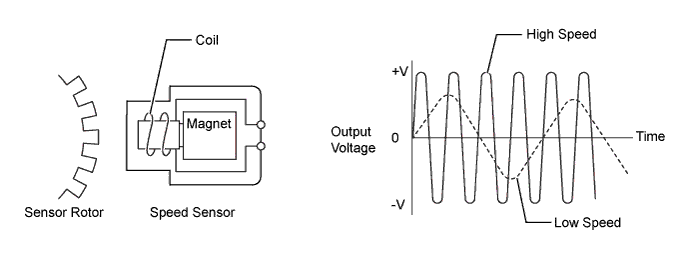 Coil
Magnet
Sensor Rotor
Speed Sensor
High Speed
+V
Output
Voltage
0
Time
-V
Low Speed